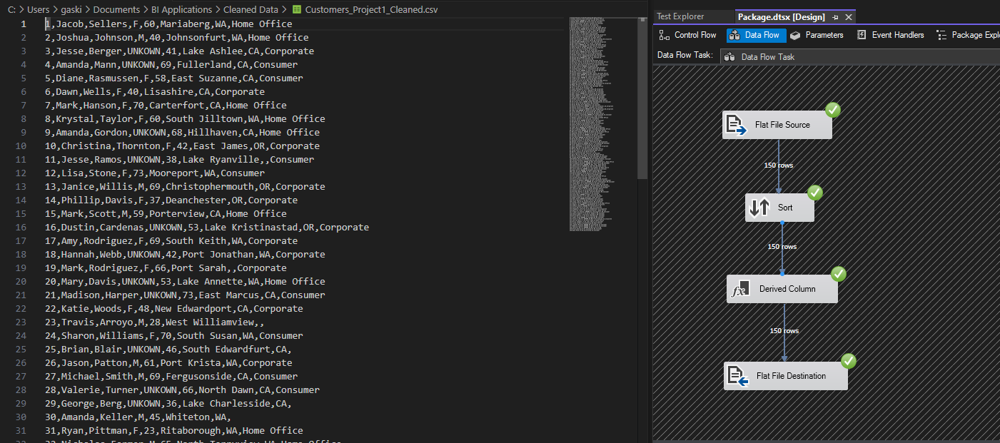 C: > Users > gaski > Documents > BI Applications > Cleaned Data > Customers_Project1_Cleaned.csv
1 1,Jacob,Sellers,F,60,Mariaberg,WA,Home Office
2 2,Joshua,Johnson,M,40,Johnsonfurt,WA,Home Office
3 3,Jesse,Berger,UNKOWN,41,Lake Ashlee,CA,Corporate
4 4,Amanda,Mann,UNKOWN,69,Fullerland,CA,Consumer
5 5,Diane,Rasmussen,F,58,East Suzanne,CA,Consumer
6 6,Dawn,Wells,F,40,Lisashire,CA,Corporate
7 7,Mark,Hanson,F,70,Carterfort,CA,Home Office
8 8,Krystal,Taylor,F,60,South Jilltown,WA,Home Office
9 9,Amanda,Gordon,UNKOWN,68,Hillhaven,CA,Home Office
10 10,Christina,Thornton,F,42,East James,OR,Corporate
11 11,Jesse,Ramos,UNKOWN,38,Lake Ryanville,,Consumer
12 12,Lisa,Stone,F,73,Mooreport,WA,Consumer
13 13,Janice,Willis,M,69,Christophermouth,OR,Corporate
14 14,Phillip,Davis,F,37,Deanchester,OR,Corporate
15 15,Mark,Scott,M,59,Porterview,CA,Home Office
16 16,Dustin,Cardenas,UNKOWN,53,Lake Kristinastad,OR,Corporate
17 17,Amy,Rodriguez,F,69,South Keith,WA,Corporate
18 18,Hannah,Webb,UNKOWN,42,Port Jonathan,WA,Corporate
19 19,Mark,Rodriguez,F,66,Port Sarah,,Corporate
20 20,Mary,Davis,UNKOWN,53,Lake Annette,WA,Home Office
21 21,Madison,Harper,UNKOWN,73,East Marcus,CA,Consumer
22 22,Katie,Woods,F,48,New Edwardport,CA,Corporate
23 23,Travis,Arroyo,M,28,West Williamview,,
24 24,Sharon,Williams,F,70,South Susan,WA,Consumer
25 25,Brian,Blair,UNKOWN,46,South Edwardfurt,CA,
26 26,Jason,Patton,M,61,Port Krista,WA,Corporate
27 27,Michael,Smith,M,69,Fergusonside,CA,Consumer
28 28,Valerie,Turner,UNKOWN,66,North Dawn,CA,Consumer
29 29,George,Berg,UNKOWN,36,Lake Charlesside,CA,
30 30,Amanda,Keller,M,45,Whiteton,WA,
31 31,Ryan,Pittman,F,23,Ritaborough,WA,Home Office
Test Explorer
Package.dtsx [Design]
Control Flow
Data Flow
Parameters
Event Handlers
Package Expl
Data Flow Task:
Data Flow Task
Flat File Source
150 rows
Sort
150 rows
fx Derived Column
150 rows
Flat File Destination